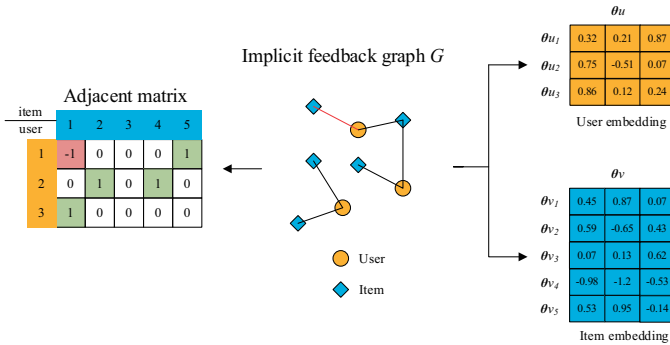 Implicit feedback graph G
Adjacent matrix
item
user
1 2 3 4 5
1 -1 0 0 0 1
2 0 1 0 1 0
3 1 0 0 0 0
User
Item
θu
θu1 0.32 0.21 0.87
θu2 0.75 -0.51 0.07
θu3 0.86 0.12 0.24
User embedding
θv
θv1 0.45 0.87 0.07
θv2 0.59 -0.65 0.43
θv3 0.07 0.13 0.62
θv4 -0.98 -1.2 -0.53
θv5 0.53 0.95 -0.14
Item embedding